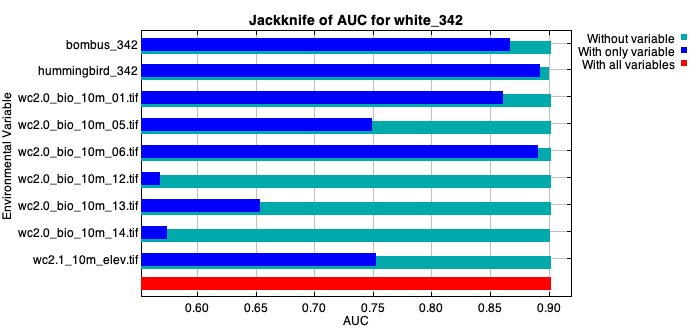 Jackknife of AUC for white_342
Without variable
With only variable
With all variables
Environmental Variable
bombus_342
hummingbird_342
wc2.0_bio_10m_01.tif
wc2.0_bio_10m_05.tif
wc2.0_bio_10m_06.tif
wc2.0_bio_10m_12.tif
wc2.0_bio_10m_13.tif
wc2.0_bio_10m_14.tif
wc2.1_10m_elev.tif
0.60 0.65 0.70 0.75 0.80 0.85 0.90
AUC